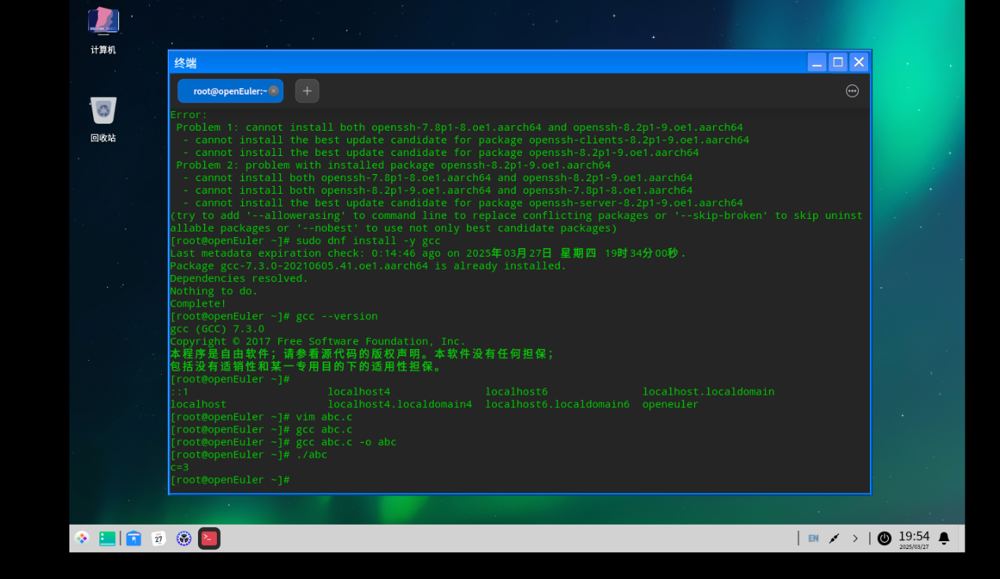 计算机
回收站
终端
root@openEuler:~
Error:
Problem 1: cannot install both openssh-7.8p1-8.oe1.aarch64 and openssh-8.2p1-9.oe1.aarch64
- cannot install the best update candidate for package openssh-clients-8.2p1-9.oe1.aarch64
- cannot install the best update candidate for package openssh-8.2p1-9.oe1.aarch64
Problem 2: problem with installed package openssh-8.2p1-9.oe1.aarch64
- cannot install both openssh-7.8p1-8.oe1.aarch64 and openssh-8.2p1-9.oe1.aarch64
- cannot install both openssh-8.2p1-9.oe1.aarch64 and openssh-7.8p1-8.oe1.aarch64
- cannot install the best update candidate for package openssh-server-8.2p1-9.oe1.aarch64
(try to add '--allowerasing' to command line to replace conflicting packages or '--skip-broken' to skip uninst
allable packages or '--nobest' to use not only best candidate packages)
[root@openEuler ~]# sudo dnf install -y gcc
Last metadata expiration check: 0:14:46 ago on 2025年03月27日 星期四 19时34分00秒.
Package gcc-7.3.0-20210605.41.oe1.aarch64 is already installed.
Dependencies resolved.
Nothing to do.
Complete!
[root@openEuler ~]# gcc --version
gcc (GCC) 7.3.0
Copyright © 2017 Free Software Foundation, Inc.
本程序是自由软件；请参看源代码的版权声明。本软件没有任何担保；
包括没有适销性和某一专用目的下的适用性担保。
[root@openEuler ~]#
::1 localhost4 localhost6 localhost.localdomain
localhost localhost4.localdomain4 localhost6.localdomain6 openeuler
[root@openEuler ~]# vim abc.c
[root@openEuler ~]# gcc abc.c
[root@openEuler ~]# gcc abc.c -o abc
[root@openEuler ~]# ./abc
c=3
[root@openEuler ~]#
27
EN
19:54
2025/03/27